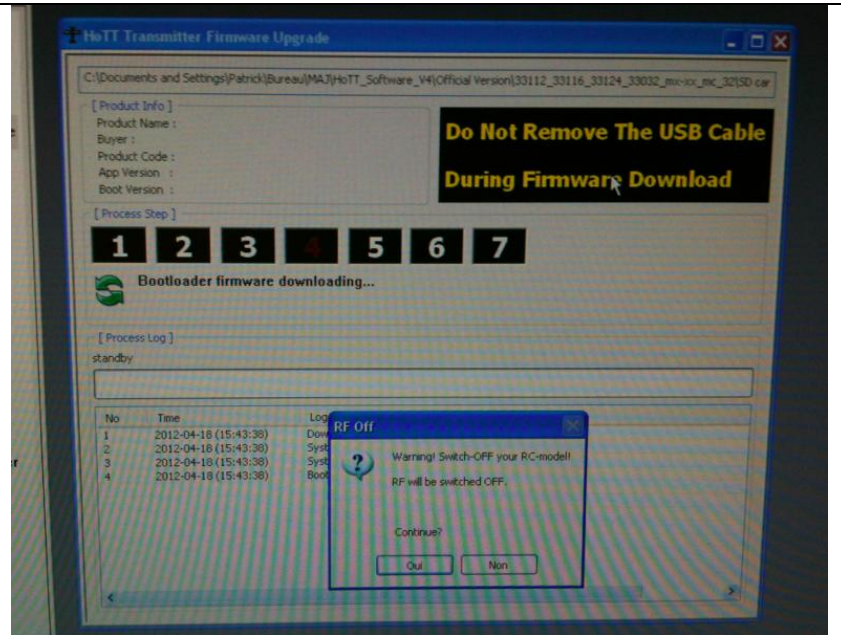 HoTT Transmitter Firmware Upgrade
C:\Documents and Settings\Patrick\Bureau\MAJ\HoTT_Software_V4\Official Version\33112_33116_33124_33032_mx-xx_mc_32\SD car
[ Product Info ]
Product Name :
Buyer :
Product Code :
App Version :
Boot Version :
Do Not Remove The USB Cable
During Firmware Download
[ Process Step ]
1 2 3 4 5 6 7
Bootloader firmware downloading...
[ Process Log ]
standby
No Time Log
1 2012-04-18 (15:43:38) Dow
2 2012-04-18 (15:43:38) Syst
3 2012-04-18 (15:43:38) Syst
4 2012-04-18 (15:43:38) Boot
RF Off
Warning! Switch-OFF your RC-model!
RF will be switched OFF.
Continue?
Oui Non